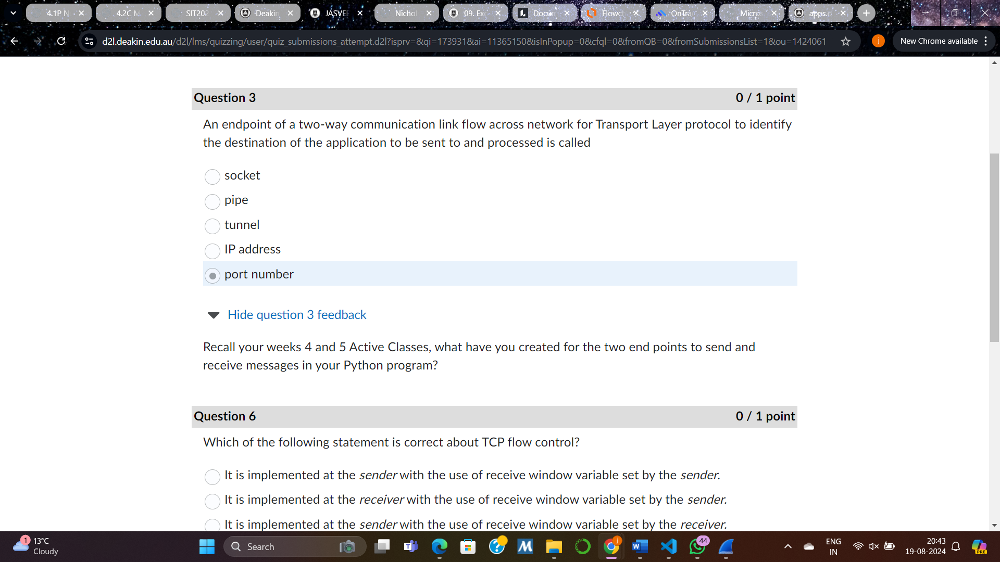 4.1P N
4.2C M
SIT202
Deakin
JASVEE
Nichol
09. Exc
Docum
Flowch
OnTra
Micros
apps.d
d2l.deakin.edu.au/d2l/lms/quizzing/user/quiz_submissions_attempt.d2l?isprv=&qi=173931&ai=11365150&isInPopup=0&cfql=0&fromQB=0&fromSubmissionsList=1&ou=1424061
j
New Chrome available
Question 3 0 / 1 point
An endpoint of a two-way communication link flow across network for Transport Layer protocol to identify
the destination of the application to be sent to and processed is called
socket
pipe
tunnel
IP address
port number
Hide question 3 feedback
Recall your weeks 4 and 5 Active Classes, what have you created for the two end points to send and
receive messages in your Python program?
Question 6 0 / 1 point
Which of the following statement is correct about TCP flow control?
It is implemented at the sender with the use of receive window variable set by the sender.
It is implemented at the receiver with the use of receive window variable set by the sender.
It is implemented at the sender with the use of receive window variable set by the receiver.
1
13°C
Cloudy
Search
44
ENG
IN
20:43
19-08-2024
PRE